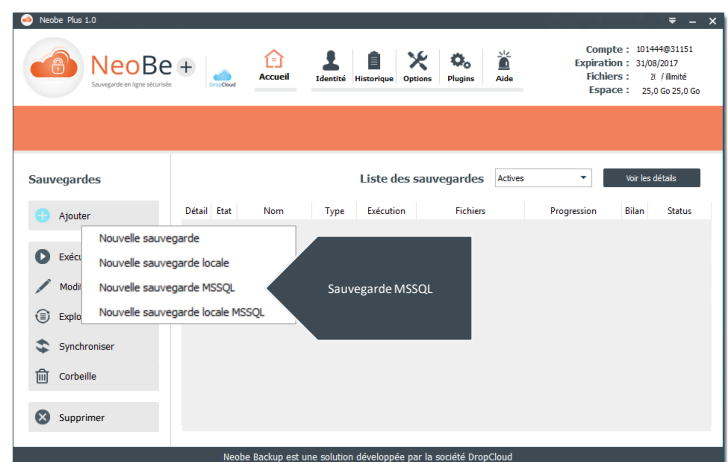 Neobe Plus 1.0
NeoBe +
Sauvegarde en ligne sécurisée
DropCloud
Accueil
Identité
Historique
Options
Plugins
Aide
Compte : 101444@31151
Expiration : 31/08/2017
Fichiers : / illimité
Espace : 25,0 Go 25,0 Go
Sauvegardes
Liste des sauvegardes
Actives
Voir les détails
Ajouter
Détail Etat Nom Type Exécution Fichiers Progression Bilan Status
Nouvelle sauvegarde
Exécu
Nouvelle sauvegarde locale
Modif
Nouvelle sauvegarde MSSQL
Sauvegarde MSSQL
Explo
Nouvelle sauvegarde locale MSSQL
Synchroniser
Corbeille
Supprimer
Neobe Backup est une solution développée par la société DropCloud